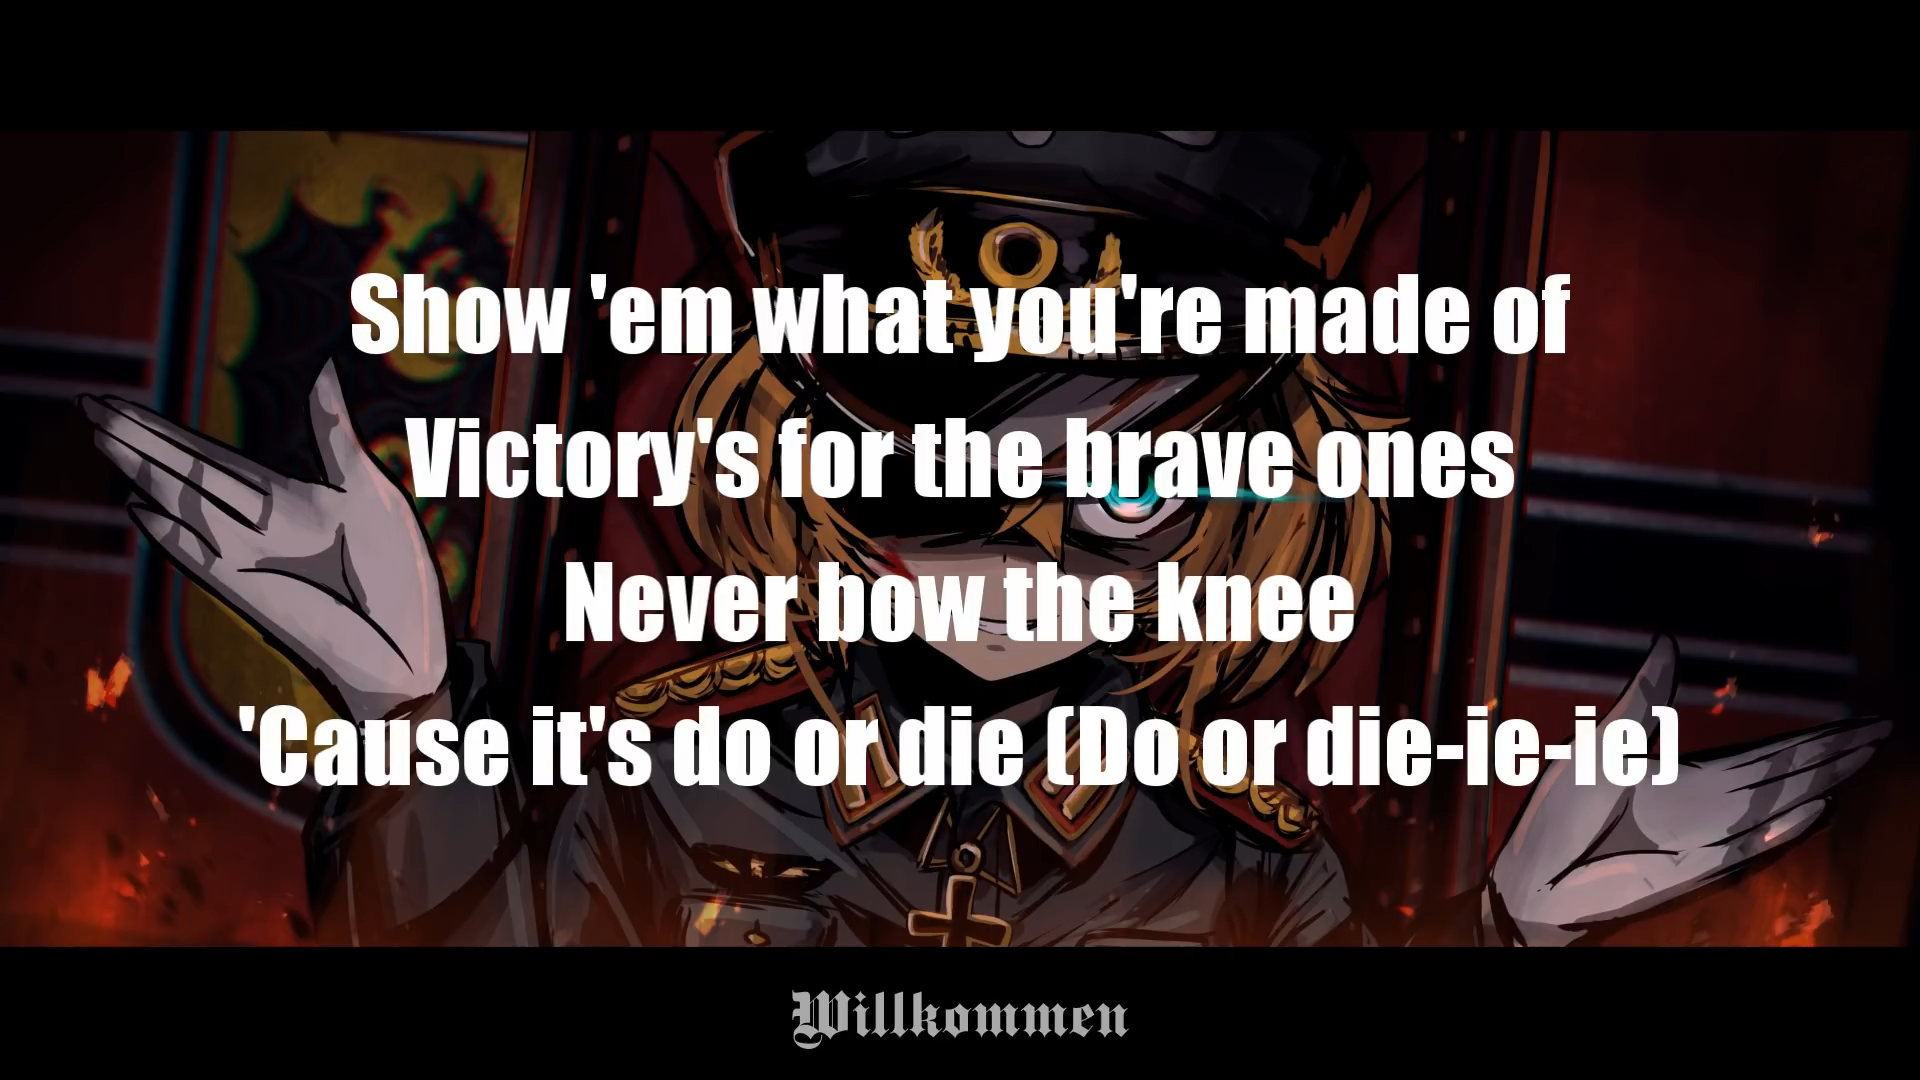 Show 'em what you're made of
Victory's for the brave ones
Never bow the knee
'Cause it's do or die (Do or die-ie-ie)
Willkommen